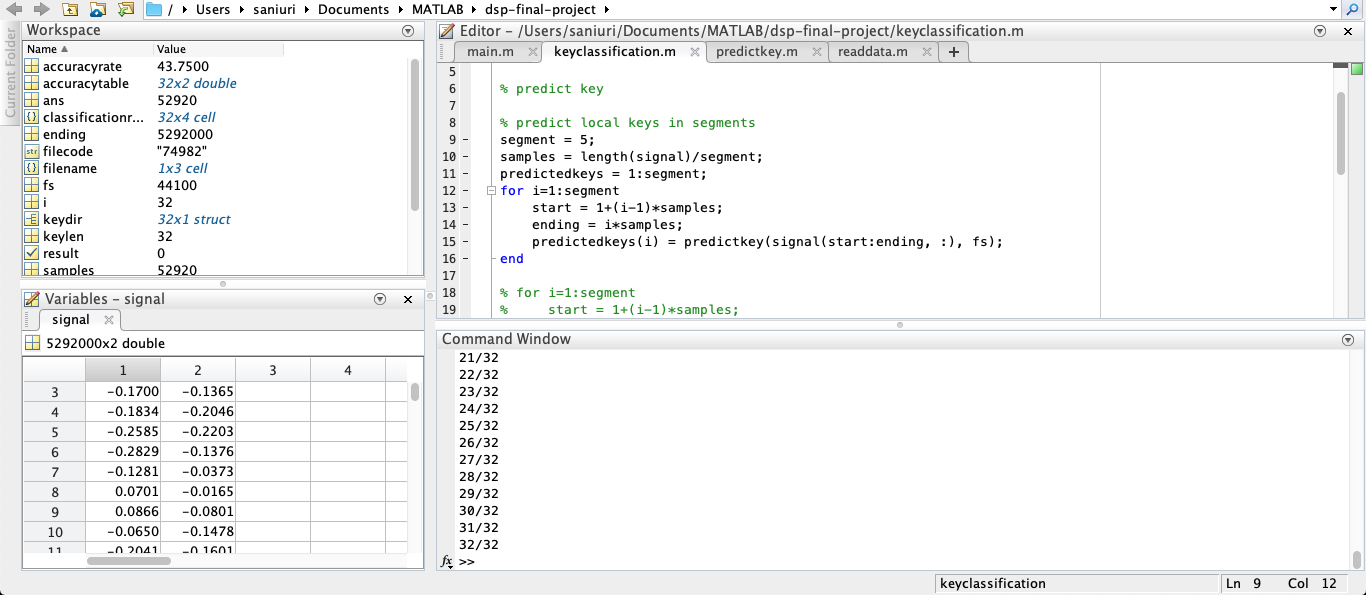 / › Users › saniuri › Documents › MATLAB › dsp-final-project ›
Current Folder
Workspace
Name Value
accuracyrate 43.7500
accuracytable 32x2 double
ans 52920
classificationr... 32x4 cell
ending 5292000
filecode "74982"
filename 1x3 cell
fs 44100
i 32
keydir 32x1 struct
keylen 32
result 0
samples 52920
Variables - signal
signal
5292000x2 double
1 2 3 4
3 -0.1700 -0.1365
4 -0.1834 -0.2046
5 -0.2585 -0.2203
6 -0.2829 -0.1376
7 -0.1281 -0.0373
8 0.0701 -0.0165
9 0.0866 -0.0801
10 -0.0650 -0.1478
11 -0.2041 -0.1601
Editor - /Users/saniuri/Documents/MATLAB/dsp-final-project/keyclassification.m
main.m keyclassification.m predictkey.m readdata.m +
5
6 % predict key
7
8 % predict local keys in segments
9 - segment = 5;
10 - samples = length(signal)/segment;
11 - predictedkeys = 1:segment;
12 - for i=1:segment
13 - start = 1+(i-1)*samples;
14 - ending = i*samples;
15 - predictedkeys(i) = predictkey(signal(start:ending, :), fs);
16 - end
17
18 % for i=1:segment
19 % start = 1+(i-1)*samples;
Command Window
21/32
22/32
23/32
24/32
25/32
26/32
27/32
28/32
29/32
30/32
31/32
32/32
fx >>
keyclassification Ln 9 Col 12